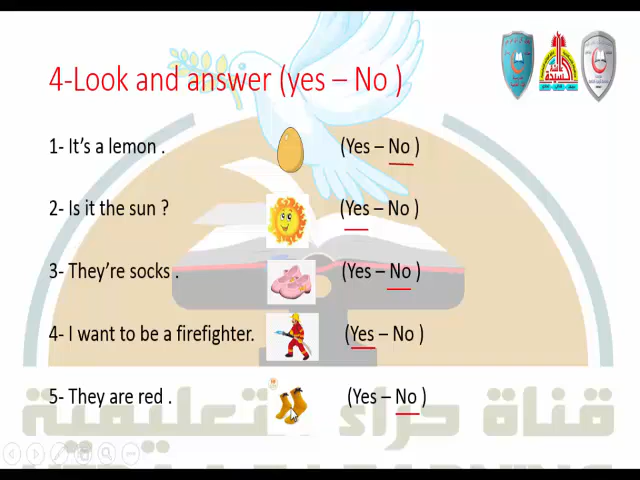 4-Look and answer (yes – No )
1- It's a lemon . (Yes – No )
2- Is it the sun ? (Yes – No )
3- They're socks . (Yes – No )
4- I want to be a firefighter. (Yes – No )
5- They are red . (Yes – No )
قناة حراء التعليمية